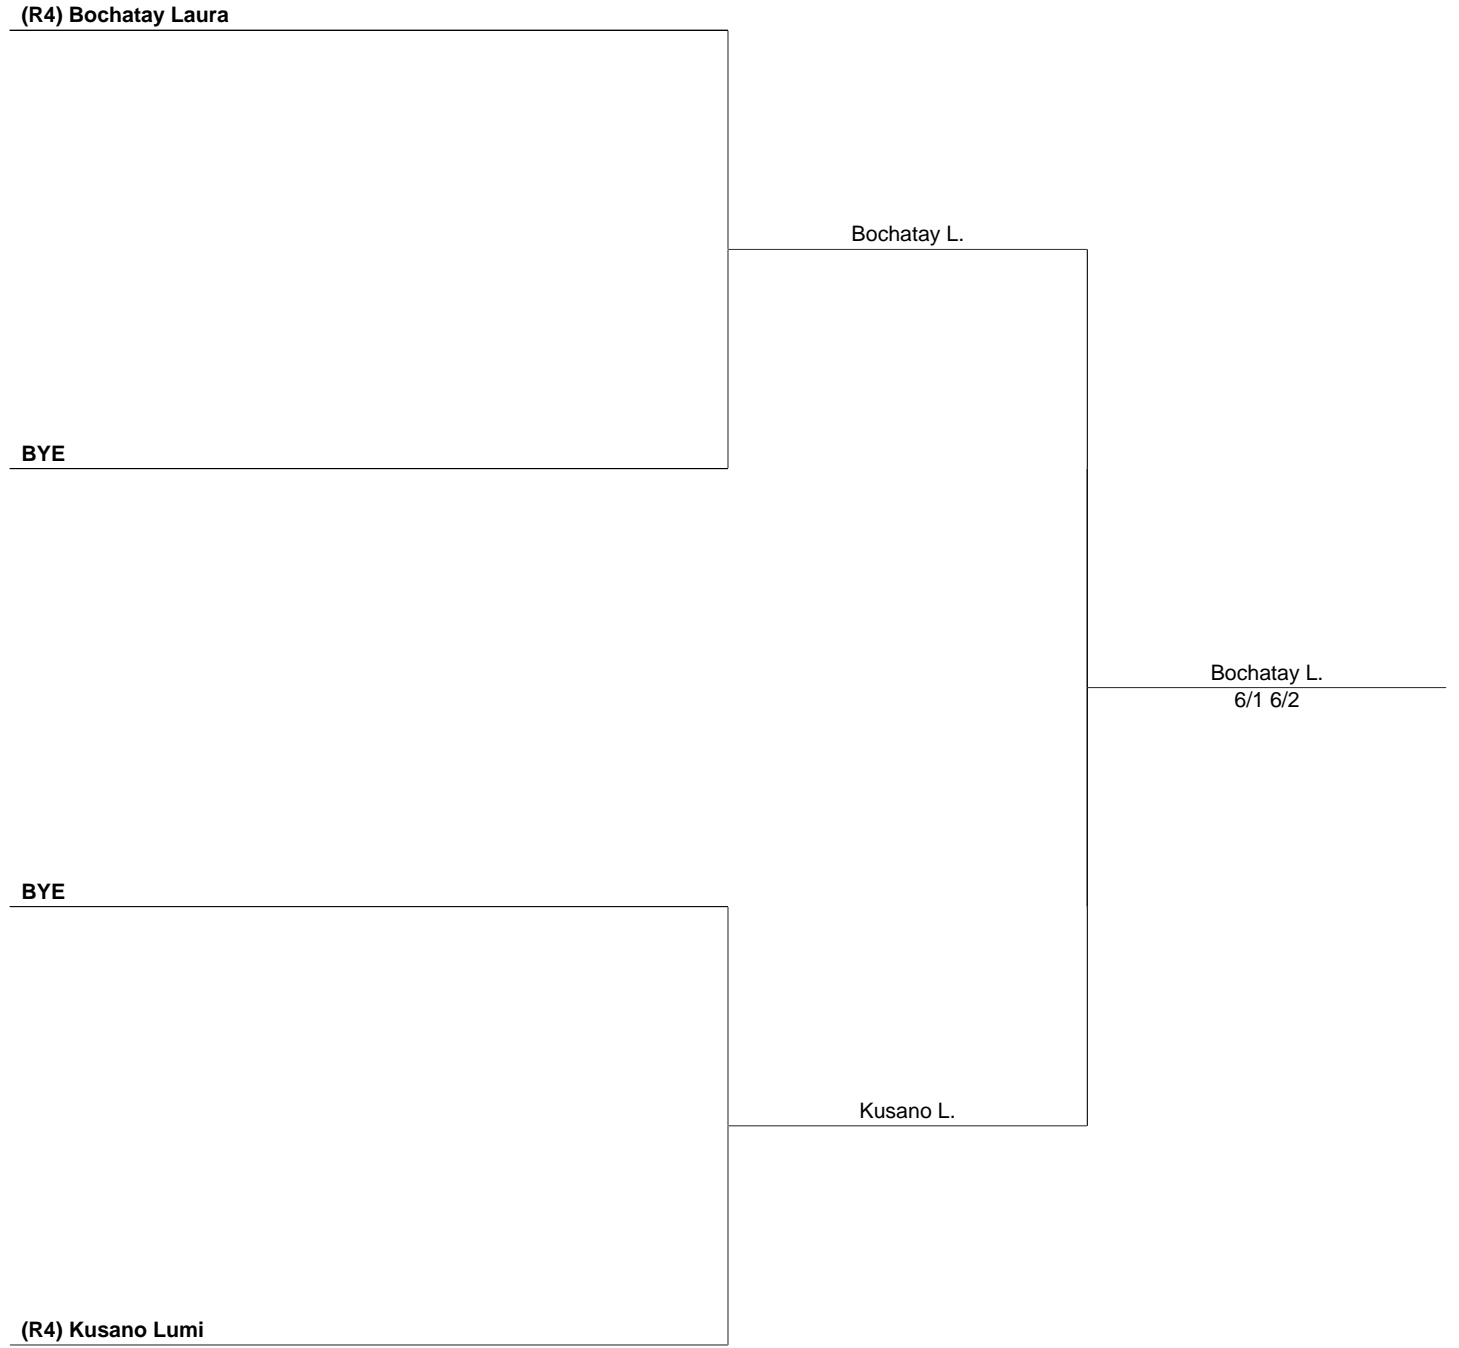 (R4) Bochatay Laura
Bochatay L.
BYE
Bochatay L.
6/1 6/2
BYE
Kusano L.
(R4) Kusano Lumi